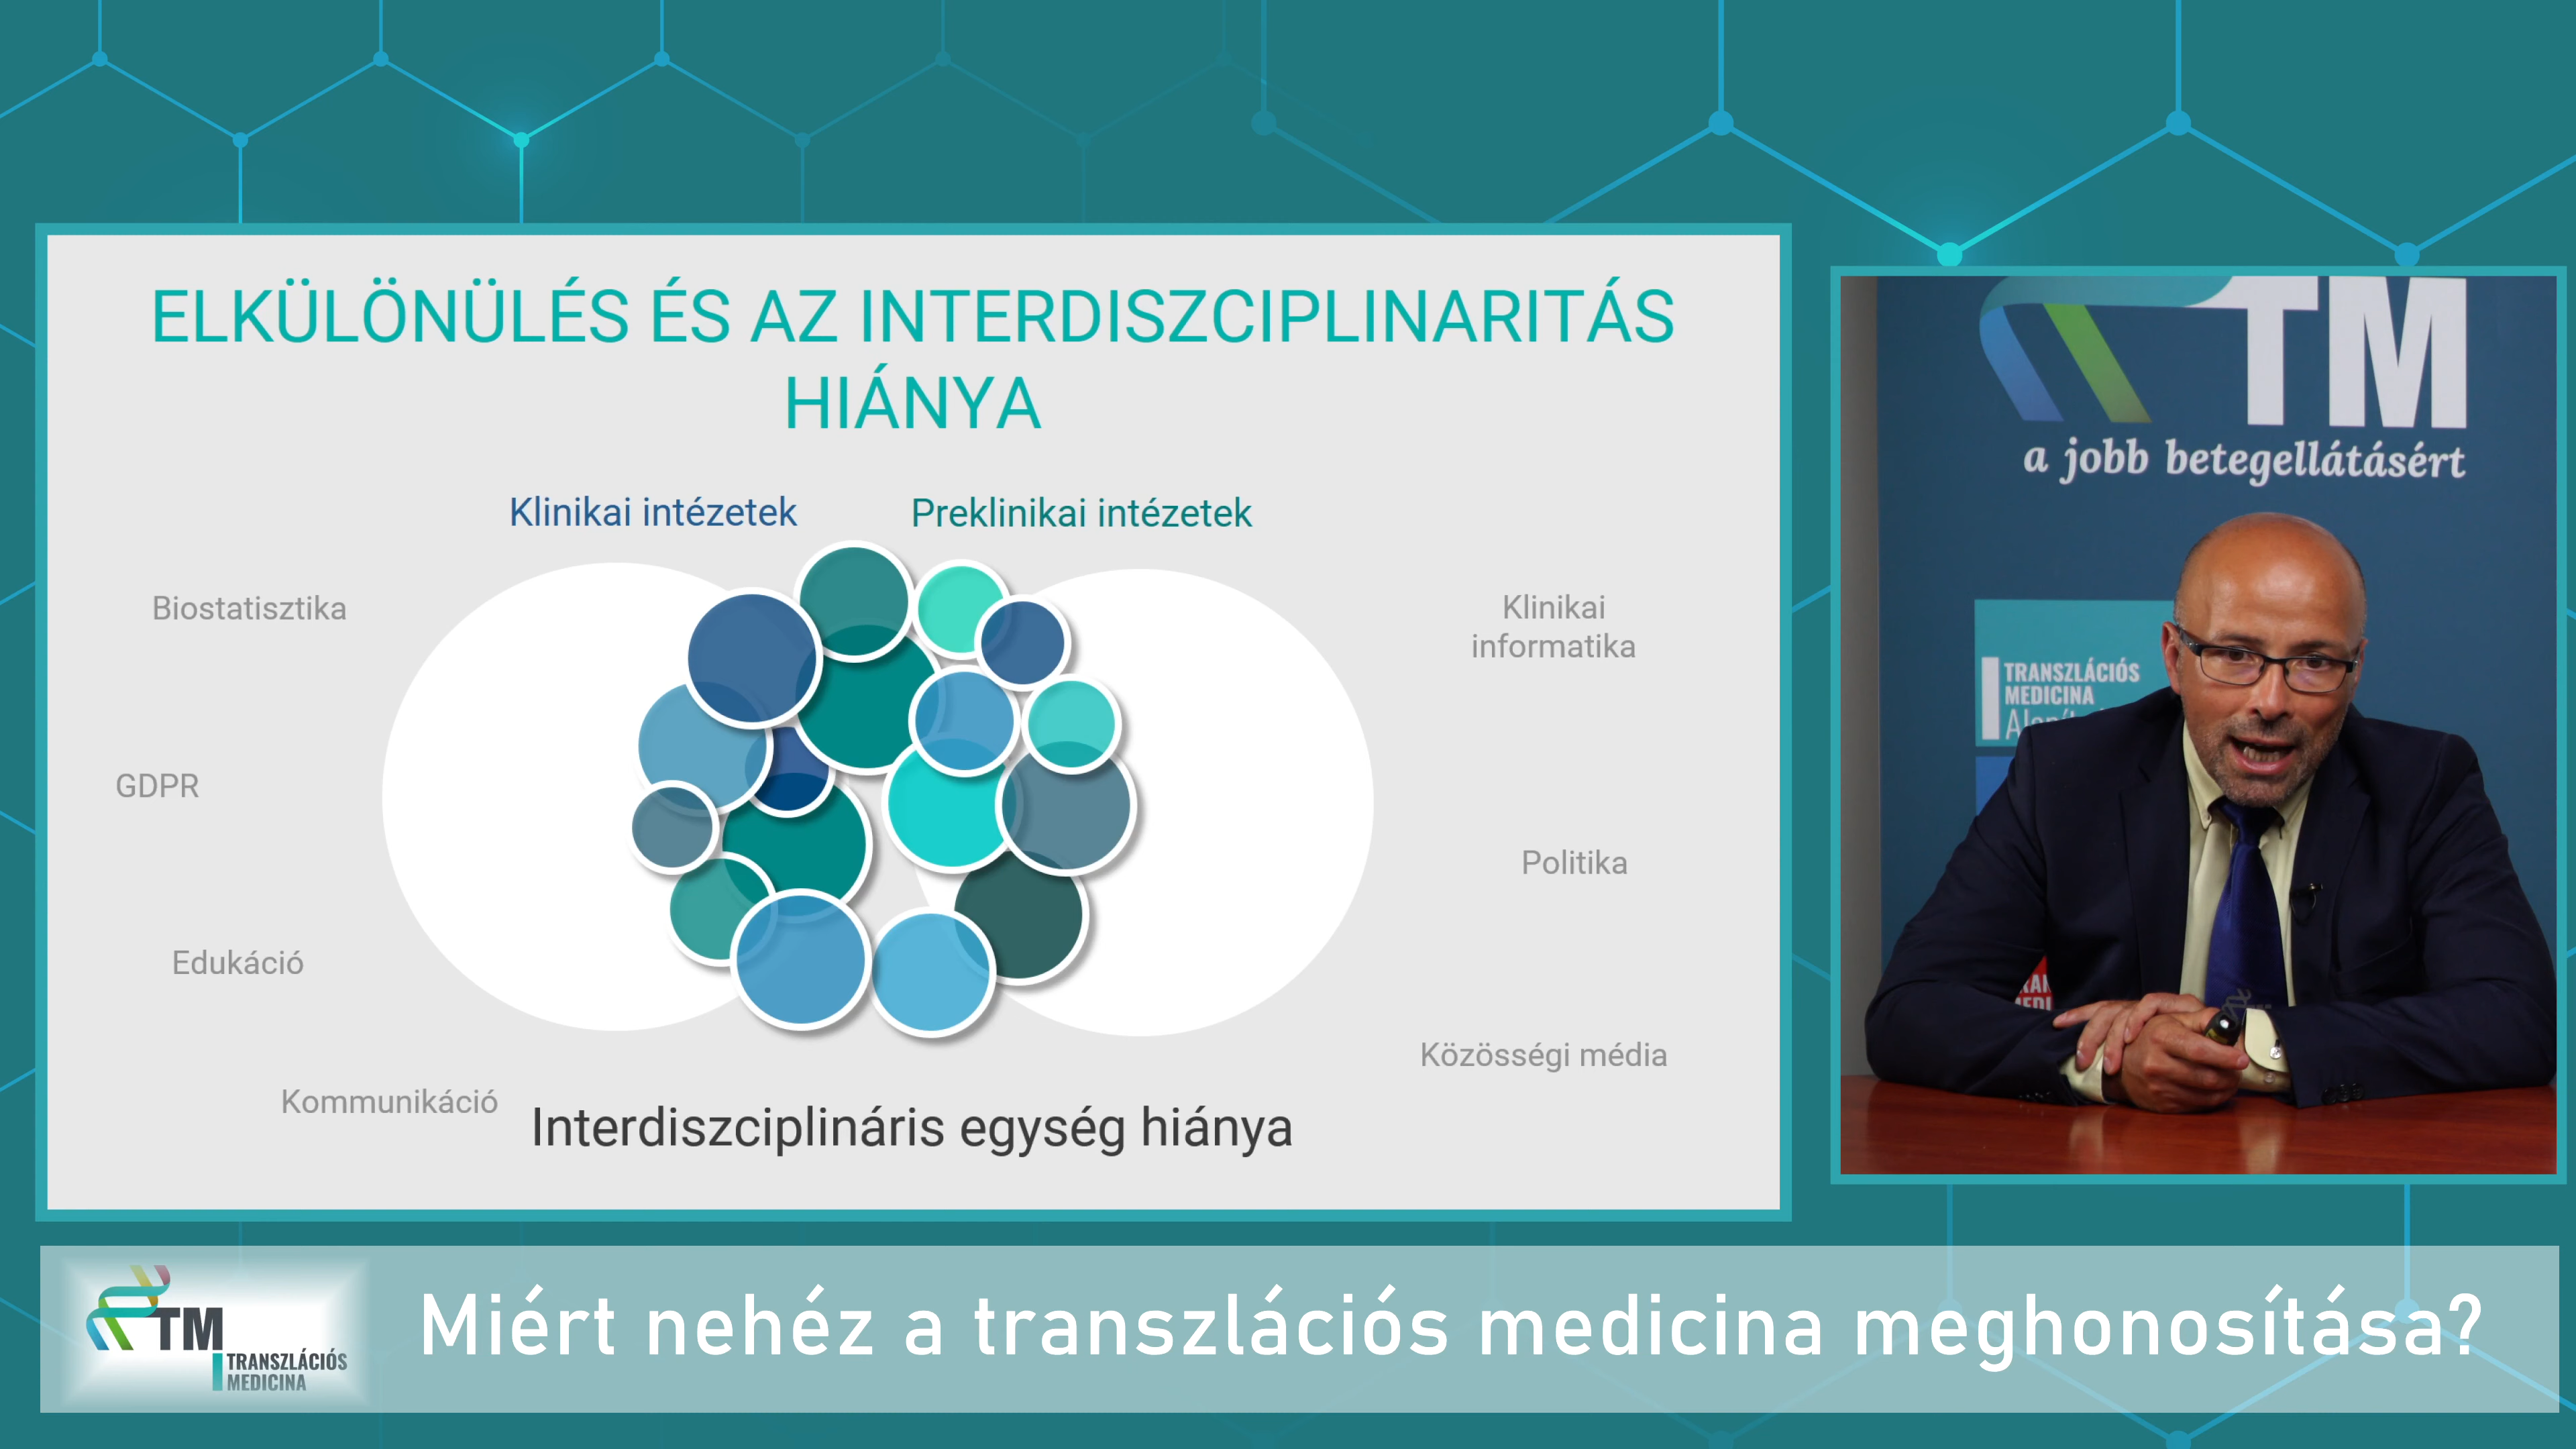 ELKÜLÖNÜLÉS ÉS AZ INTERDISZCIPLINARITÁS
HIÁNYA
Klinikai intézetek
Preklinikai intézetek
Biostatisztika
Klinikai
informatika
GDPR
Politika
Edukáció
Közösségi média
Kommunikáció
Interdiszciplináris egység hiánya
TM
a jobb betegellátásért
TRANSZLÁCIÓS
MEDICINA
TM
TRANSZLÁCIÓS
MEDICINA
Miért nehéz a transzlációs medicina meghonosítása?